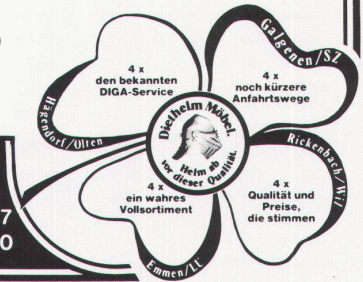 4 x
den bekannten
DIGA-Service
Hägendorf/Olten
4 x
noch kürzere
Anfahrtswege
Galgenen/SZ
Diethelm Möbel.
Helm ab
vor dieser Qualität.
4 x
ein wahres
Vollsortiment
Emmen/LU
4 x
Qualität und
Preise,
die stimmen
Rickenbach/Wil
7
0